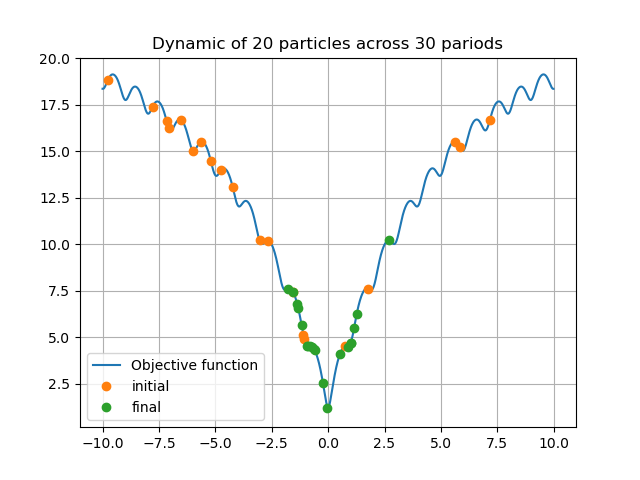 Dynamic of 20 particles across 30 pariods
20.0
17.5
15.0
12.5
10.0
7.5
5.0
2.5
Objective function
initial
final
−10.0 −7.5 −5.0 −2.5 0.0 2.5 5.0 7.5 10.0